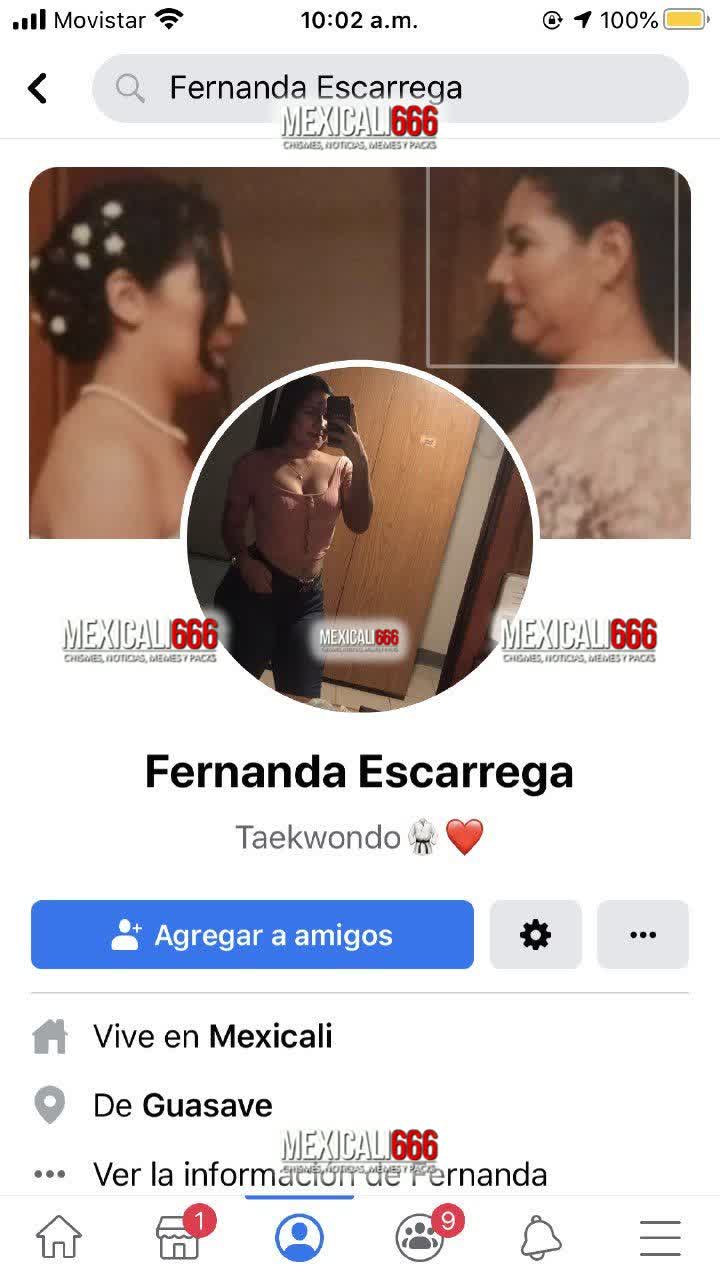 Movistar 10:02 a.m. 100%
Fernanda Escarrega
MEXICALI666
CHISMES, NOTICIAS, MEMES Y PACKS
MEXICALI666
CHISMES, NOTICIAS, MEMES Y PACKS
MEXICALI666
MEXICALI666
CHISMES, NOTICIAS, MEMES Y PACKS
Fernanda Escarrega
Taekwondo🥋❤️
Agregar a amigos
Vive en Mexicali
De Guasave
MEXICALI666
CHISMES, NOTICIAS, MEMES Y PACKS
Ver la información de Fernanda
1
9